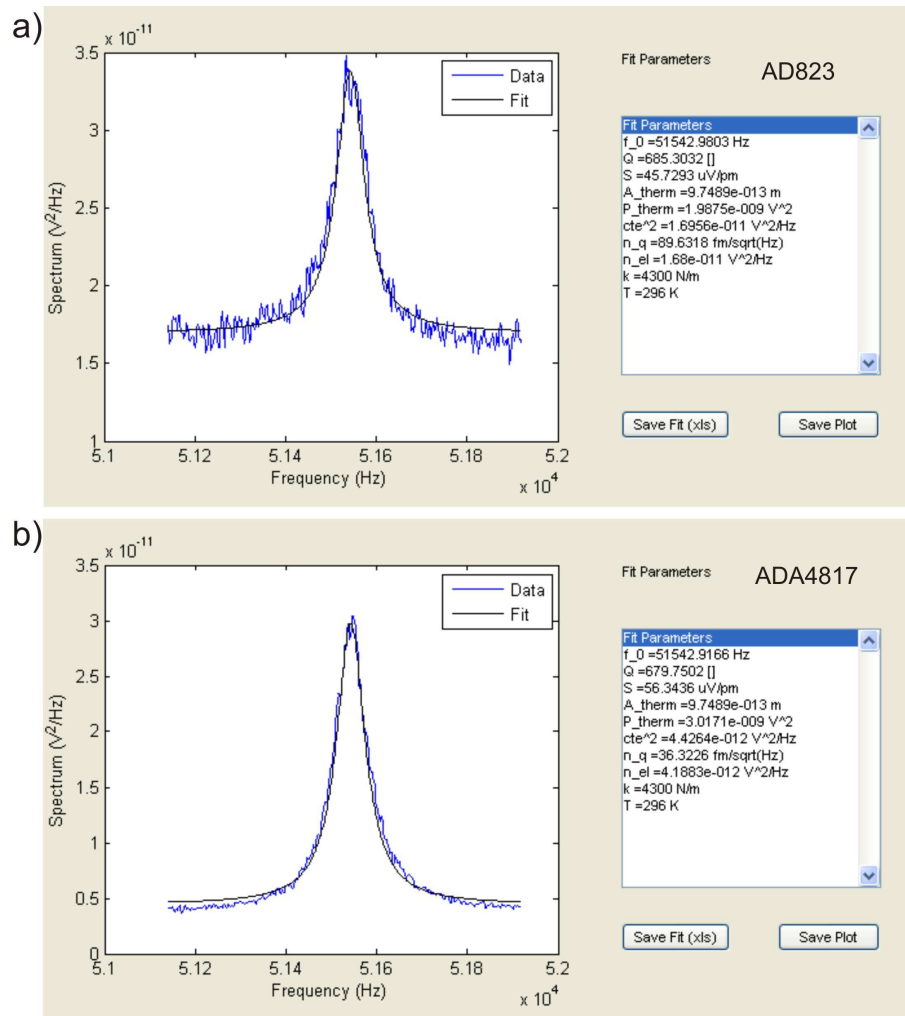 a)
x 10⁻¹¹
3.5
3
2.5
2
1.5
1
Spectrum (V²/Hz)
5.1
5.12
5.14
5.16
5.18
5.2
Frequency (Hz)
x 10⁴
Data
Fit
Fit Parameters
AD823
Fit Parameters
f_0 =51542.9803 Hz
Q =685.3032 []
S =45.7293 uV/pm
A_therm =9.7489e-013 m
P_therm =1.9875e-009 V^2
cte^2 =1.6956e-011 V^2/Hz
n_q =89.6318 fm/sqrt(Hz)
n_el =1.68e-011 V^2/Hz
k =4300 N/m
T =296 K
Save Fit (xls)
Save Plot
b)
x 10⁻¹¹
3.5
3
2.5
2
1.5
1
0.5
0
Spectrum (V²/Hz)
5.1
5.12
5.14
5.16
5.18
5.2
Frequency (Hz)
x 10⁴
Data
Fit
Fit Parameters
ADA4817
Fit Parameters
f_0 =51542.9166 Hz
Q =679.7502 []
S =56.3436 uV/pm
A_therm =9.7489e-013 m
P_therm =3.0171e-009 V^2
cte^2 =4.4264e-012 V^2/Hz
n_q =36.3226 fm/sqrt(Hz)
n_el =4.1883e-012 V^2/Hz
k =4300 N/m
T =296 K
Save Fit (xls)
Save Plot